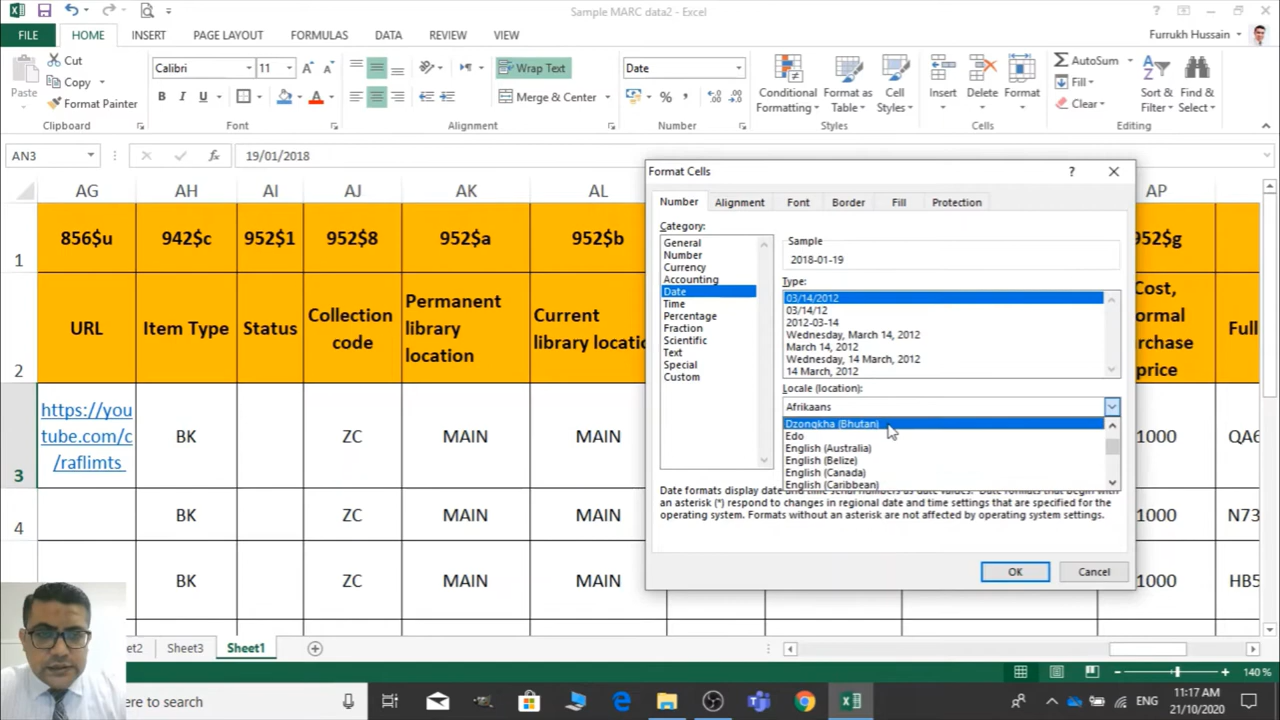 Sample MARC data2 - Excel
FILE HOME INSERT PAGE LAYOUT FORMULAS DATA REVIEW VIEW Furrukh Hussain
Paste
Cut
Copy
Format Painter
Clipboard
Calibri 11
B I U
Font
Wrap Text
Merge & Center
Alignment
Date
%
Number
Conditional Formatting
Format as Table
Cell Styles
Styles
Insert Delete Format
Cells
AutoSum
Fill
Clear
Sort & Filter
Find & Select
Editing
AN3 fx 19/01/2018
AG AH AI AJ AK AL AP
1 856$u 942$c 952$1 952$8 952$a 952$b 952$g
2 URL Item Type Status Collection code Permanent library location Current library locatio Cost, ormal rchase price Full
3 https://you
tube.com/c
/raflimts
BK ZC MAIN MAIN 1000 QA6
4 BK ZC MAIN MAIN 1000 N73
BK ZC MAIN MAIN 1000 HB5
Format Cells
Number Alignment Font Border Fill Protection
Category:
General
Number
Currency
Accounting
Date
Time
Percentage
Fraction
Scientific
Text
Special
Custom
Sample
2018-01-19
Type:
03/14/2012
03/14/12
2012-03-14
Wednesday, March 14, 2012
March 14, 2012
Wednesday, 14 March, 2012
14 March, 2012
Locale (location):
Afrikaans
Dzongkha (Bhutan)
Edo
English (Australia)
English (Belize)
English (Canada)
English (Caribbean)
Date formats display date and time serial numbers as date values. Date formats that begin with
an asterisk (*) respond to changes in regional date and time settings that are specified for the
operating system. Formats without an asterisk are not affected by operating system settings.
OK Cancel
et2 Sheet3 Sheet1
140 %
here to search
ENG
11:17 AM
21/10/2020